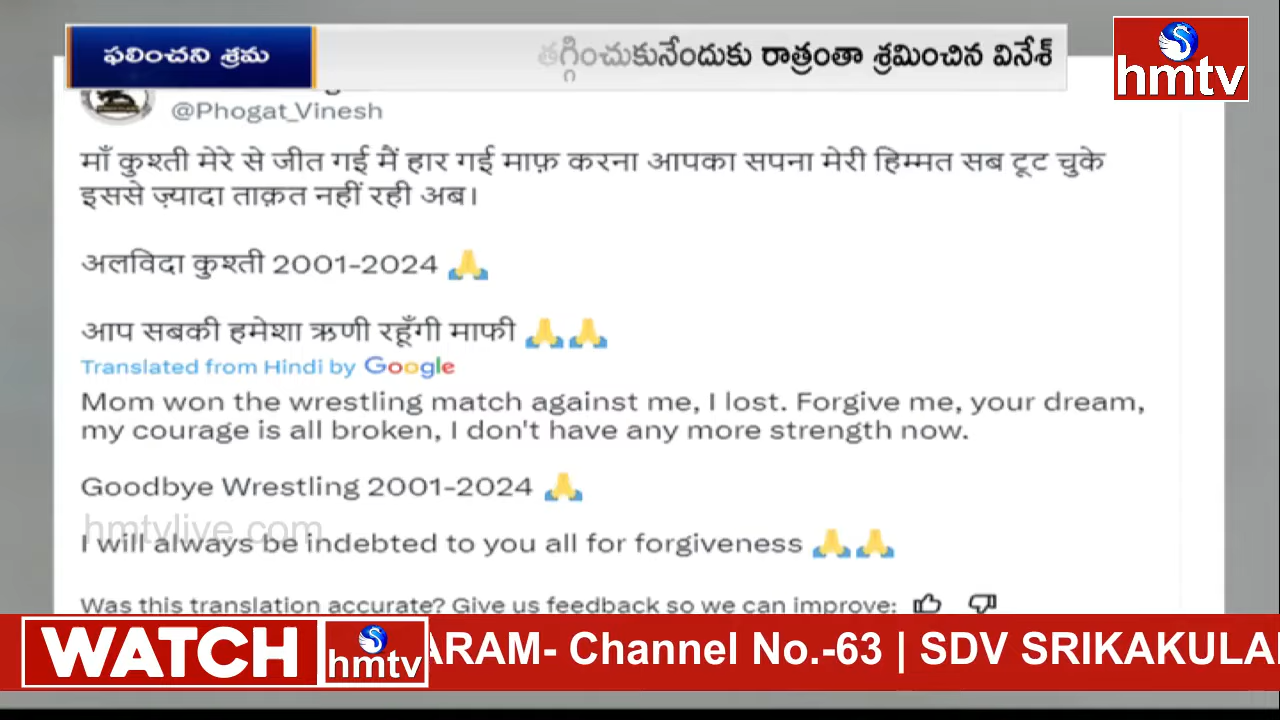 ఫలించని శ్రమ
తగ్గించుకునేందుకు రాత్రంతా శ్రమించిన వినేశ్
hmtv
@Phogat_Vinesh
माँ कुश्ती मेरे से जीत गई मैं हार गई माफ़ करना आपका सपना मेरी हिम्मत सब टूट चुके
इससे ज़्यादा ताक़त नहीं रही अब।
अलविदा कुश्ती 2001-2024 🙏
आप सबकी हमेशा ऋणी रहूँगी माफी 🙏🙏
Translated from Hindi by Google
Mom won the wrestling match against me, I lost. Forgive me, your dream,
my courage is all broken, I don't have any more strength now.
Goodbye Wrestling 2001-2024 🙏
hmtvlive.com
I will always be indebted to you all for forgiveness 🙏🙏
Was this translation accurate? Give us feedback so we can improve:
WATCH hmtv ARAM- Channel No.-63 | SDV SRIKAKULA